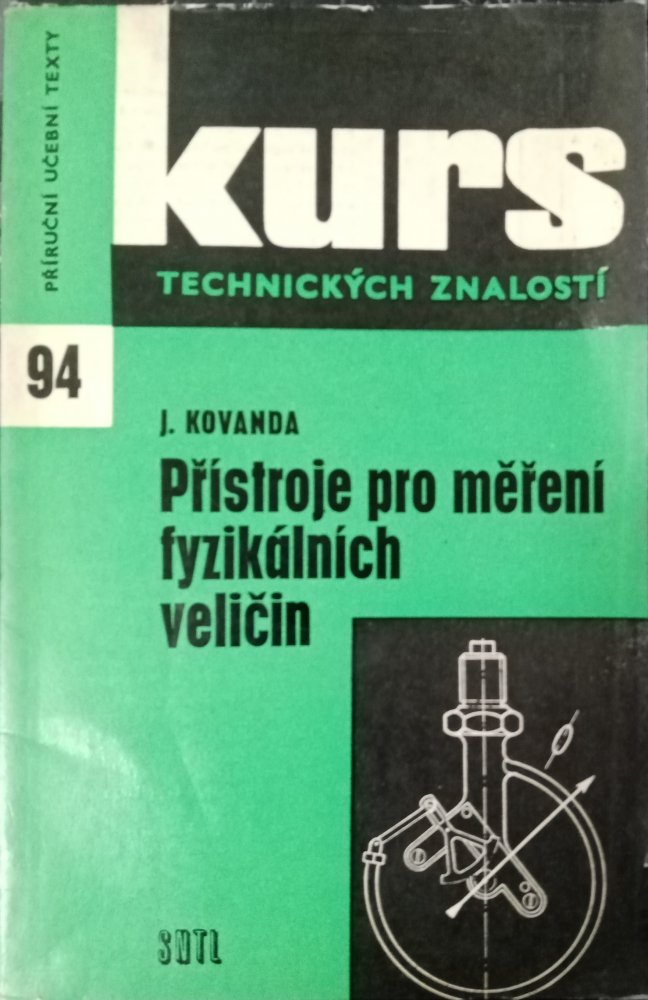 PŘÍRUČNÍ UČEBNÍ TEXTY
kurs
TECHNICKÝCH ZNALOSTÍ
94
J. KOVANDA
Přístroje pro měření
fyzikálních
veličin
SNTL